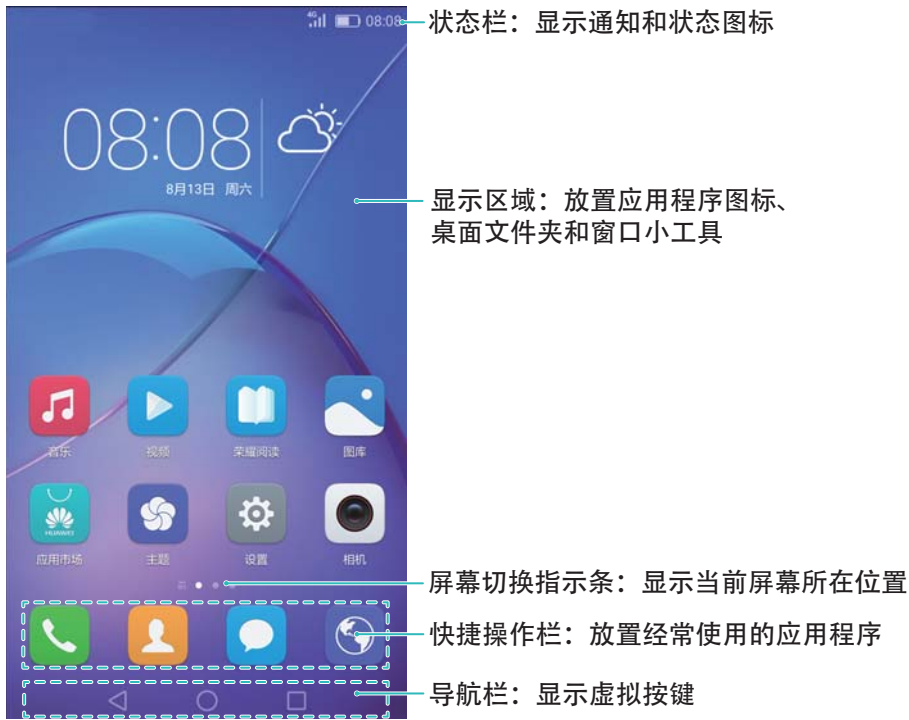 4G 08:08
状态栏：显示通知和状态图标
08:08
8月13日 周六
显示区域：放置应用程序图标、
桌面文件夹和窗口小工具
音乐 视频 荣耀阅读 图库
HUAWEI
应用市场 主题 设置 相机
屏幕切换指示条：显示当前屏幕所在位置
快捷操作栏：放置经常使用的应用程序
导航栏：显示虚拟按键